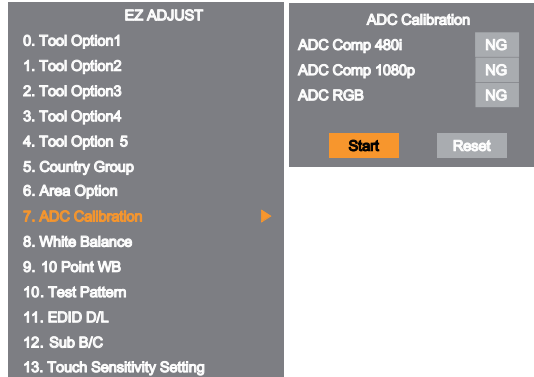 EZ ADJUST
0. Tool Option1
1. Tool Option2
2. Tool Option3
3. Tool Option4
4. Tool Option 5
5. Country Group
6. Area Option
7. ADC Calibration
8. White Balance
9. 10 Point WB
10. Test Pattern
11. EDID D/L
12. Sub B/C
13. Touch Sensitivity Setting
ADC Calibration
ADC Comp 480i NG
ADC Comp 1080p NG
ADC RGB NG
Start Reset